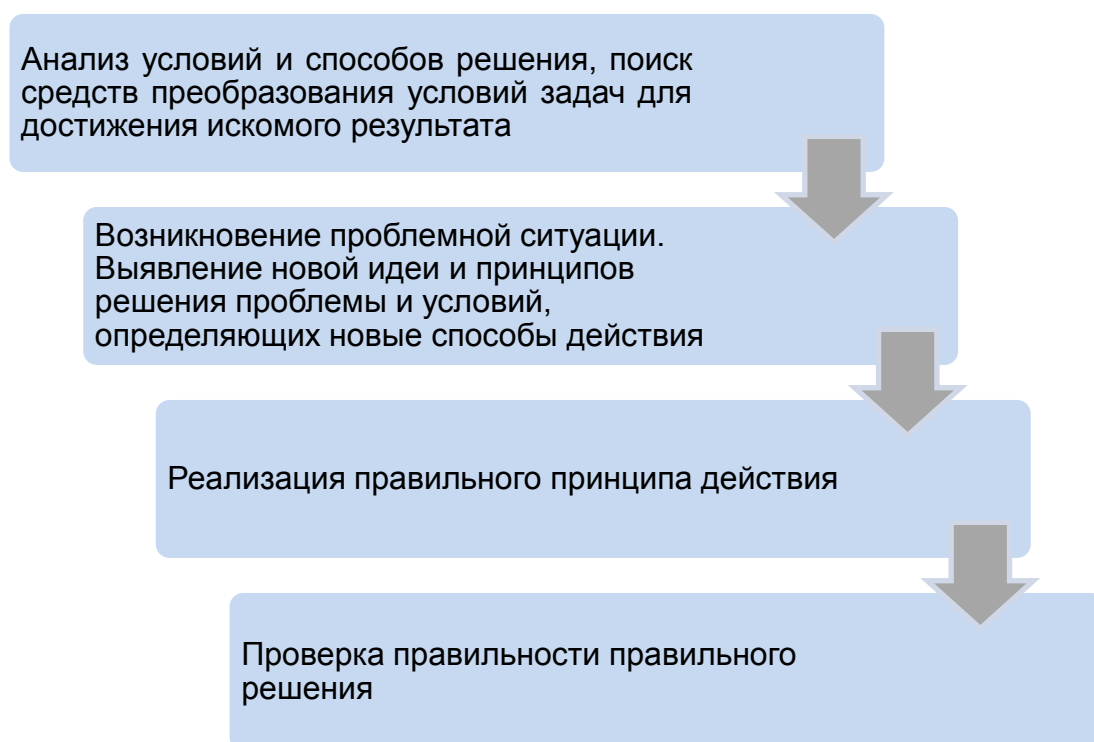 Анализ условий и способов решения, поиск
средств преобразования условий задач для
достижения искомого результата
Возникновение проблемной ситуации.
Выявление новой идеи и принципов
решения проблемы и условий,
определяющих новые способы действия
Реализация правильного принципа действия
Проверка правильности правильного
решения